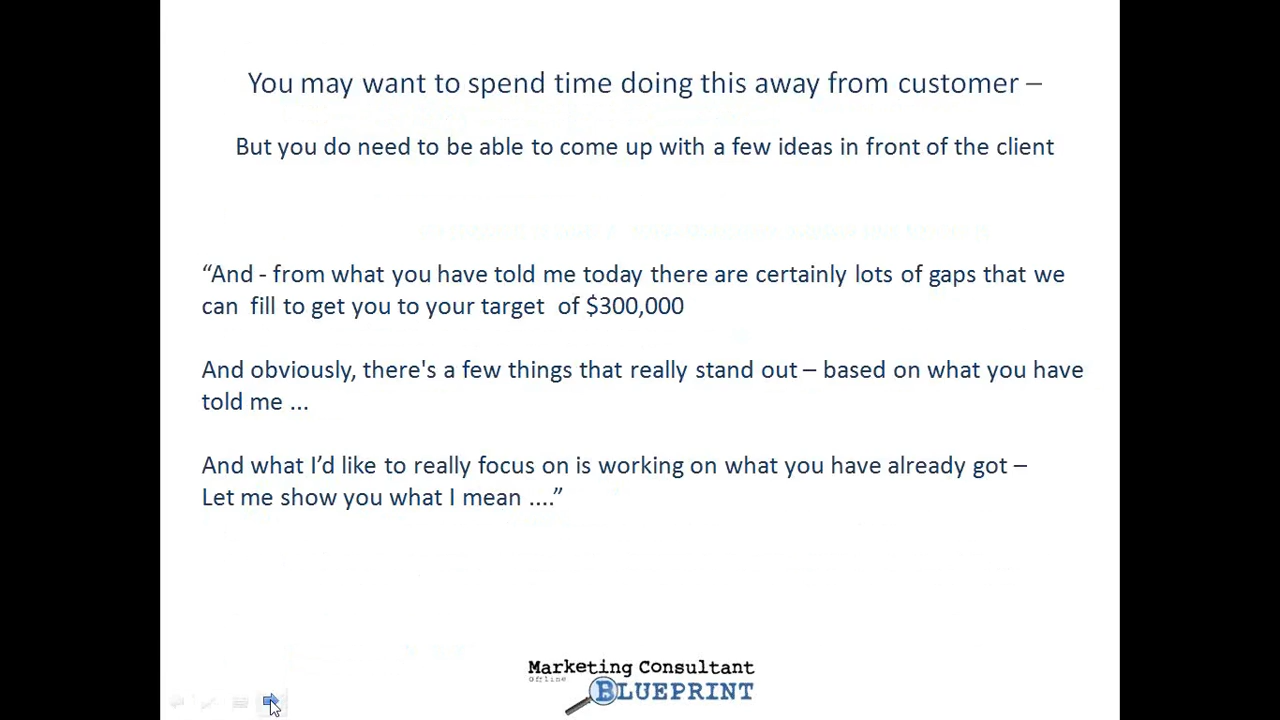 You may want to spend time doing this away from customer –
But you do need to be able to come up with a few ideas in front of the client
“And - from what you have told me today there are certainly lots of gaps that we
can fill to get you to your target of $300,000
And obviously, there's a few things that really stand out – based on what you have
told me ...
And what I’d like to really focus on is working on what you have already got –
Let me show you what I mean ....”
Marketing Consultant
Offline
BLUEPRINT